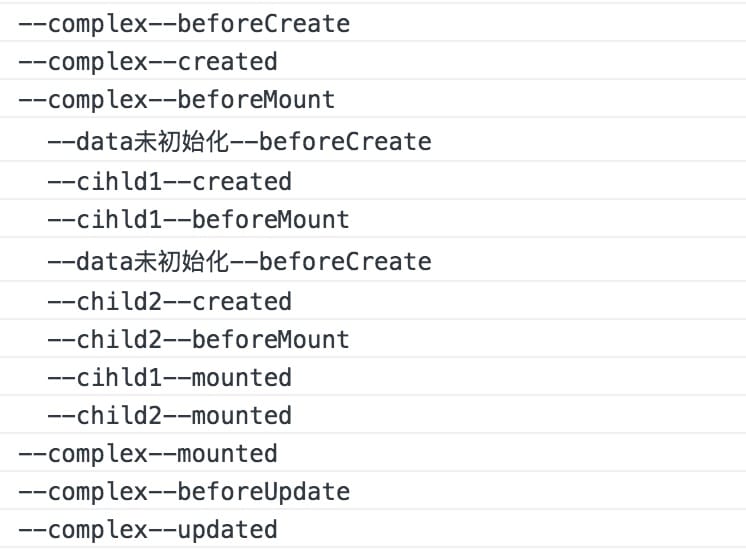 --complex--beforeCreate
--complex--created
--complex--beforeMount
--data未初始化--beforeCreate
--cihld1--created
--cihld1--beforeMount
--data未初始化--beforeCreate
--child2--created
--child2--beforeMount
--cihld1--mounted
--child2--mounted
--complex--mounted
--complex--beforeUpdate
--complex--updated